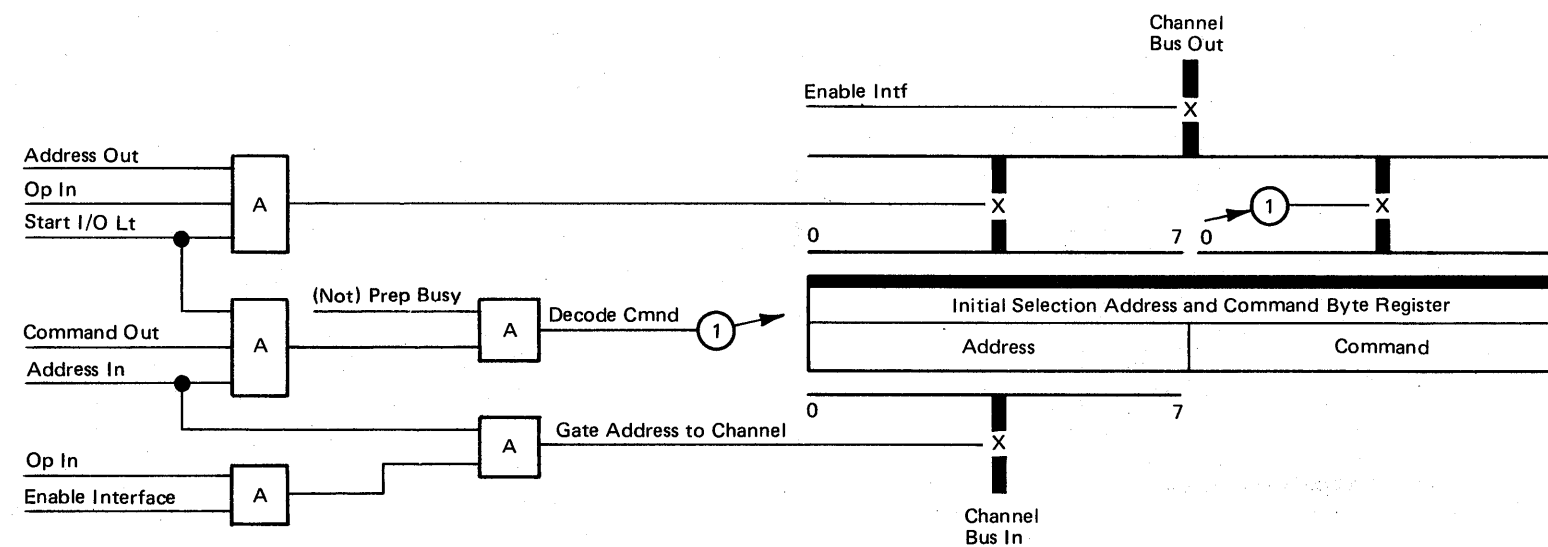 Channel
Bus Out
Enable Intf
X
Address Out
Op In
A
X
1
X
Start I/O Lt
0
7
0
(Not) Prep Busy
Initial Selection Address and Command Byte Register
Decode Cmnd
1
A
Command Out
A
Address
Command
Address In
0
7
Gate Address to Channel
A
X
Op In
Enable Interface
A
Channel
Bus In